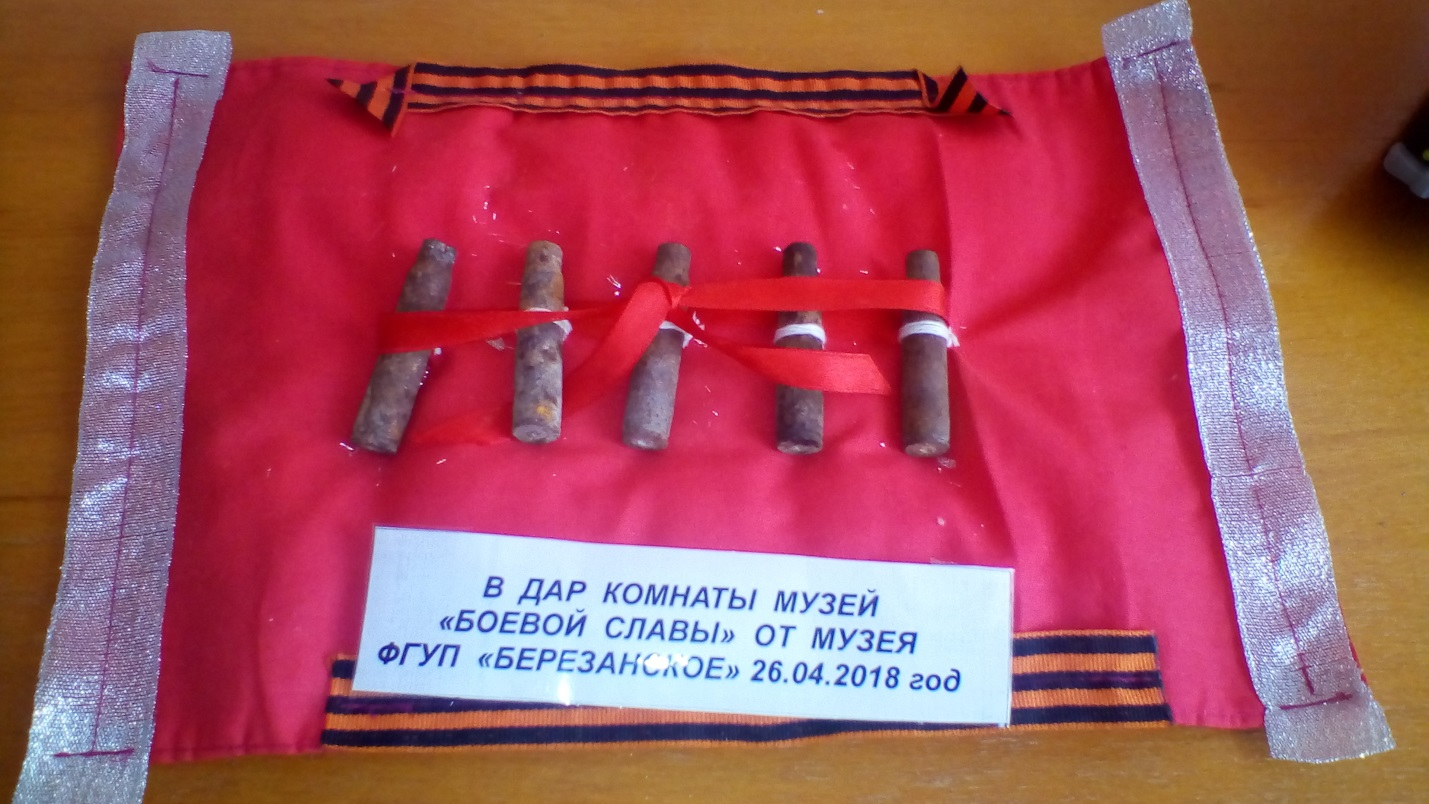 В ДАР КОМНАТЫ МУЗЕЙ
«БОЕВОЙ СЛАВЫ» ОТ МУЗЕЯ
ФГУП «БЕРЕЗАНСКОЕ» 26.04.2018 год